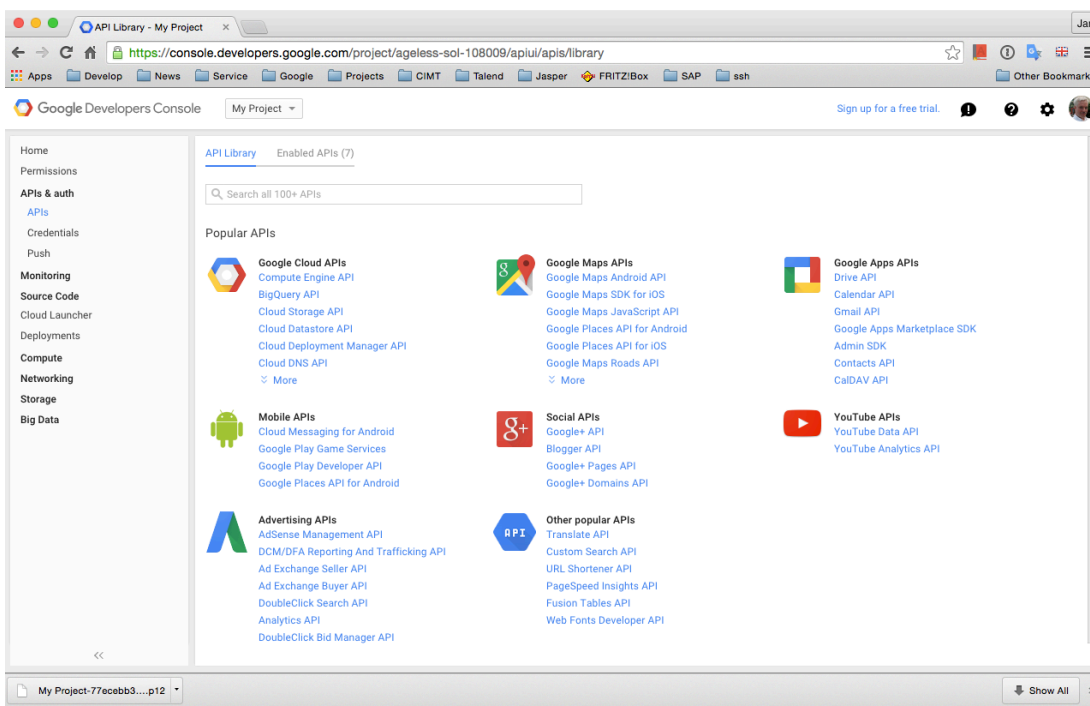 API Library - My Project ×
Jan
https://console.developers.google.com/project/ageless-sol-108009/apiui/apis/library
Apps Develop News Service Google Projects CIMT Talend Jasper FRITZ!Box SAP ssh Other Bookmark
Google Developers Console My Project Sign up for a free trial.
Home
Permissions
APIs & auth
APIs
Credentials
Push
Monitoring
Source Code
Cloud Launcher
Deployments
Compute
Networking
Storage
Big Data
API Library Enabled APIs (7)
Search all 100+ APIs
Popular APIs
Google Cloud APIs
Compute Engine API
BigQuery API
Cloud Storage API
Cloud Datastore API
Cloud Deployment Manager API
Cloud DNS API
More
8
Google Maps APIs
Google Maps Android API
Google Maps SDK for iOS
Google Maps JavaScript API
Google Places API for Android
Google Places API for iOS
Google Maps Roads API
More
Google Apps APIs
Drive API
Calendar API
Gmail API
Google Apps Marketplace SDK
Admin SDK
Contacts API
CalDAV API
Mobile APIs
Cloud Messaging for Android
Google Play Game Services
Google Play Developer API
Google Places API for Android
g+
Social APIs
Google+ API
Blogger API
Google+ Pages API
Google+ Domains API
YouTube APIs
YouTube Data API
YouTube Analytics API
Advertising APIs
AdSense Management API
DCM/DFA Reporting And Trafficking API
Ad Exchange Seller API
Ad Exchange Buyer API
DoubleClick Search API
Analytics API
DoubleClick Bid Manager API
API
Other popular APIs
Translate API
Custom Search API
URL Shortener API
PageSpeed Insights API
Fusion Tables API
Web Fonts Developer API
My Project-77ecebb3....p12 Show All